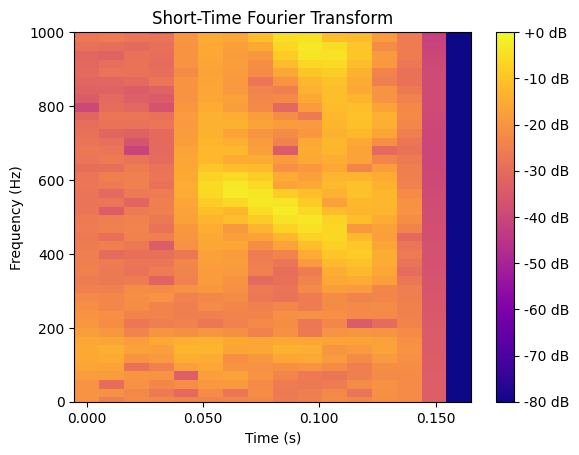 Short-Time Fourier Transform
1000
800
600
400
200
0
Frequency (Hz)
0.000
0.050
0.100
0.150
Time (s)
+0 dB
-10 dB
-20 dB
-30 dB
-40 dB
-50 dB
-60 dB
-70 dB
-80 dB